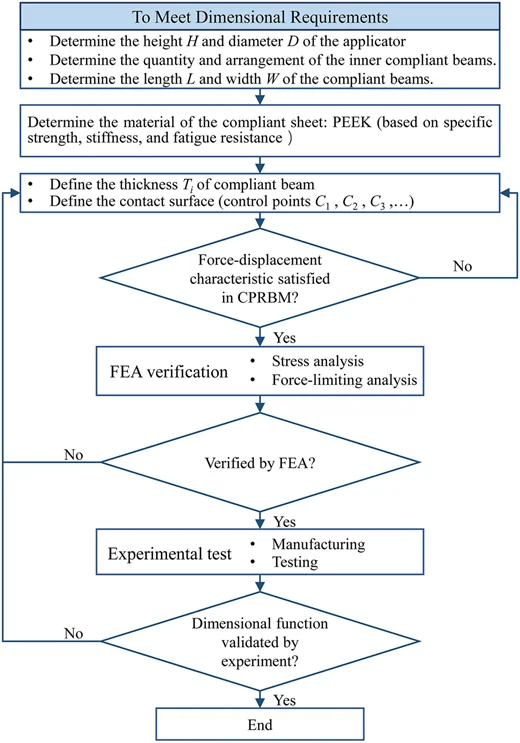 To Meet Dimensional Requirements
• Determine the height H and diameter D of the applicator
• Determine the quantity and arrangement of the inner compliant beams.
• Determine the length L and width W of the compliant beams.
Determine the material of the compliant sheet: PEEK (based on specific
strength, stiffness, and fatigue resistance )
• Define the thickness Ti of compliant beam
• Define the contact surface (control points C1 , C2 , C3 ,…)
Force-displacement
characteristic satisfied
in CPRBM?
No
Yes
FEA verification
• Stress analysis
• Force-limiting analysis
No
Verified by FEA?
Yes
Experimental test
• Manufacturing
• Testing
No
Dimensional function
validated by
experiment?
Yes
End